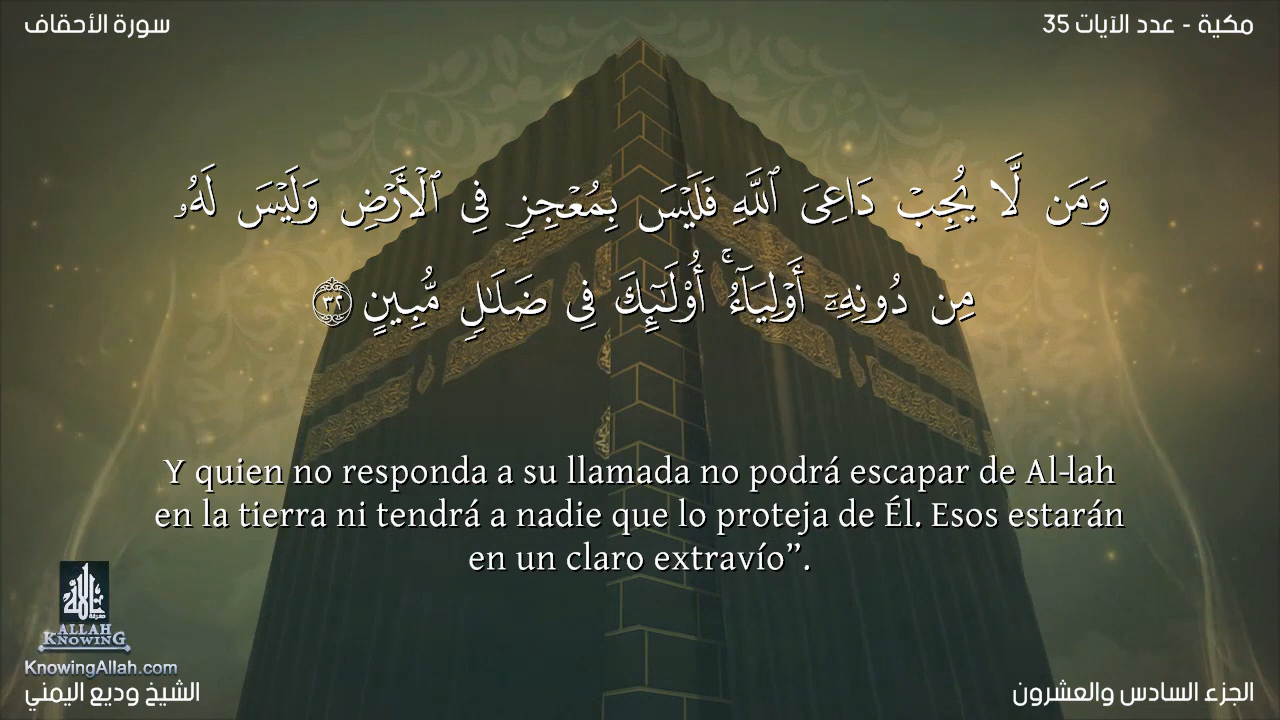 سورة الأحقاف
مكية - عدد الآيات 35
وَمَن لَّا يُجِبْ دَاعِىَ ٱللَّهِ فَلَيْسَ بِمُعْجِزٍ فِى ٱلْأَرْضِ وَلَيْسَ لَهُۥ
مِن دُونِهِۦٓ أَوْلِيَآءُ ۚ أُو۟لَـٰٓئِكَ فِى ضَلَـٰلٍ مُّبِينٍ ٣٢
Y quien no responda a su llamada no podrá escapar de Al-lah
en la tierra ni tendrá a nadie que lo proteja de Él. Esos estarán
en un claro extravío”.
ALLAH
KNOWING
KnowingAllah.com
الشيخ وديع اليمني
الجزء السادس والعشرون